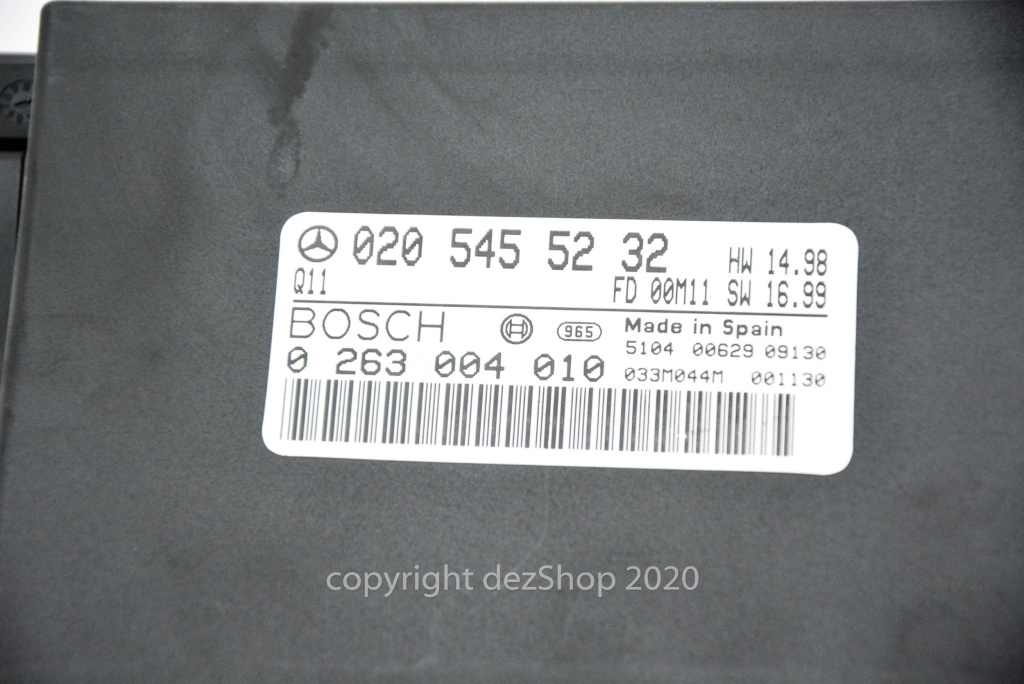 020 545 52 32 HW 14.98
Q11 FD 00M11 SW 16.99
BOSCH 965 Made in Spain
5104 00629 09130
0 263 004 010 033M044M 001130
copyright dezShop 2020